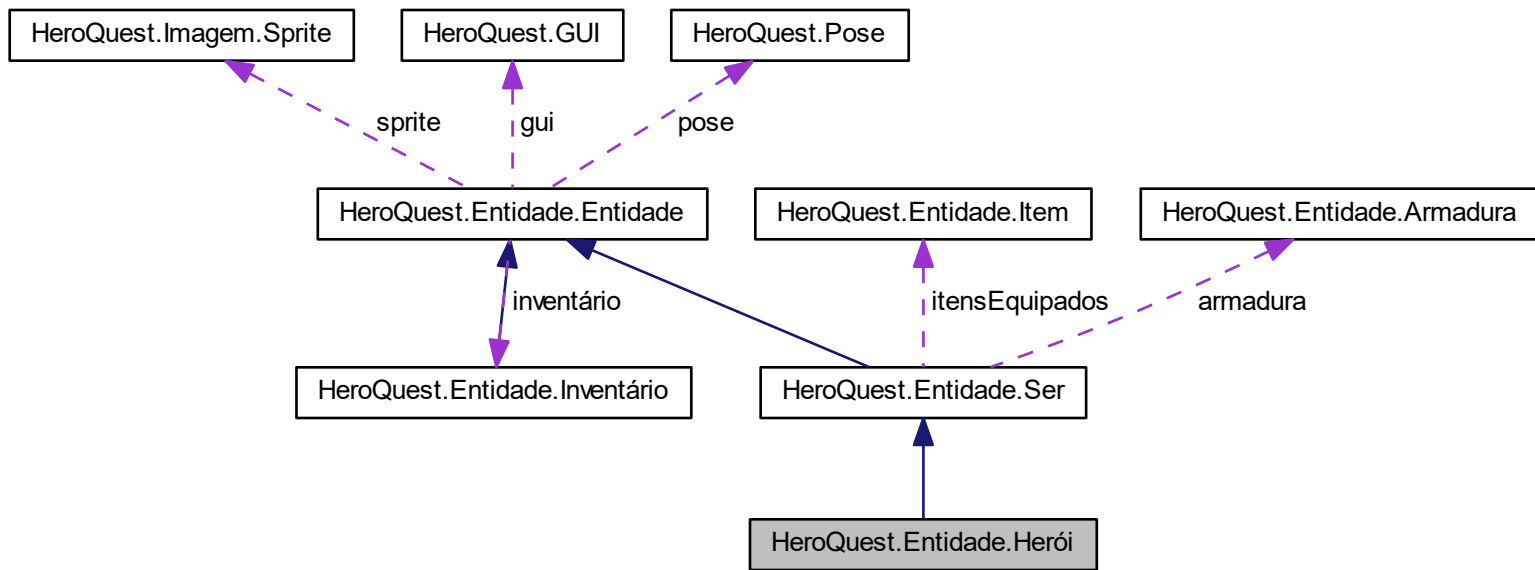 HeroQuest.Imagem.Sprite
HeroQuest.GUI
HeroQuest.Pose
sprite
gui
pose
HeroQuest.Entidade.Entidade
HeroQuest.Entidade.Item
HeroQuest.Entidade.Armadura
inventário
itensEquipados
armadura
HeroQuest.Entidade.Inventário
HeroQuest.Entidade.Ser
HeroQuest.Entidade.Herói